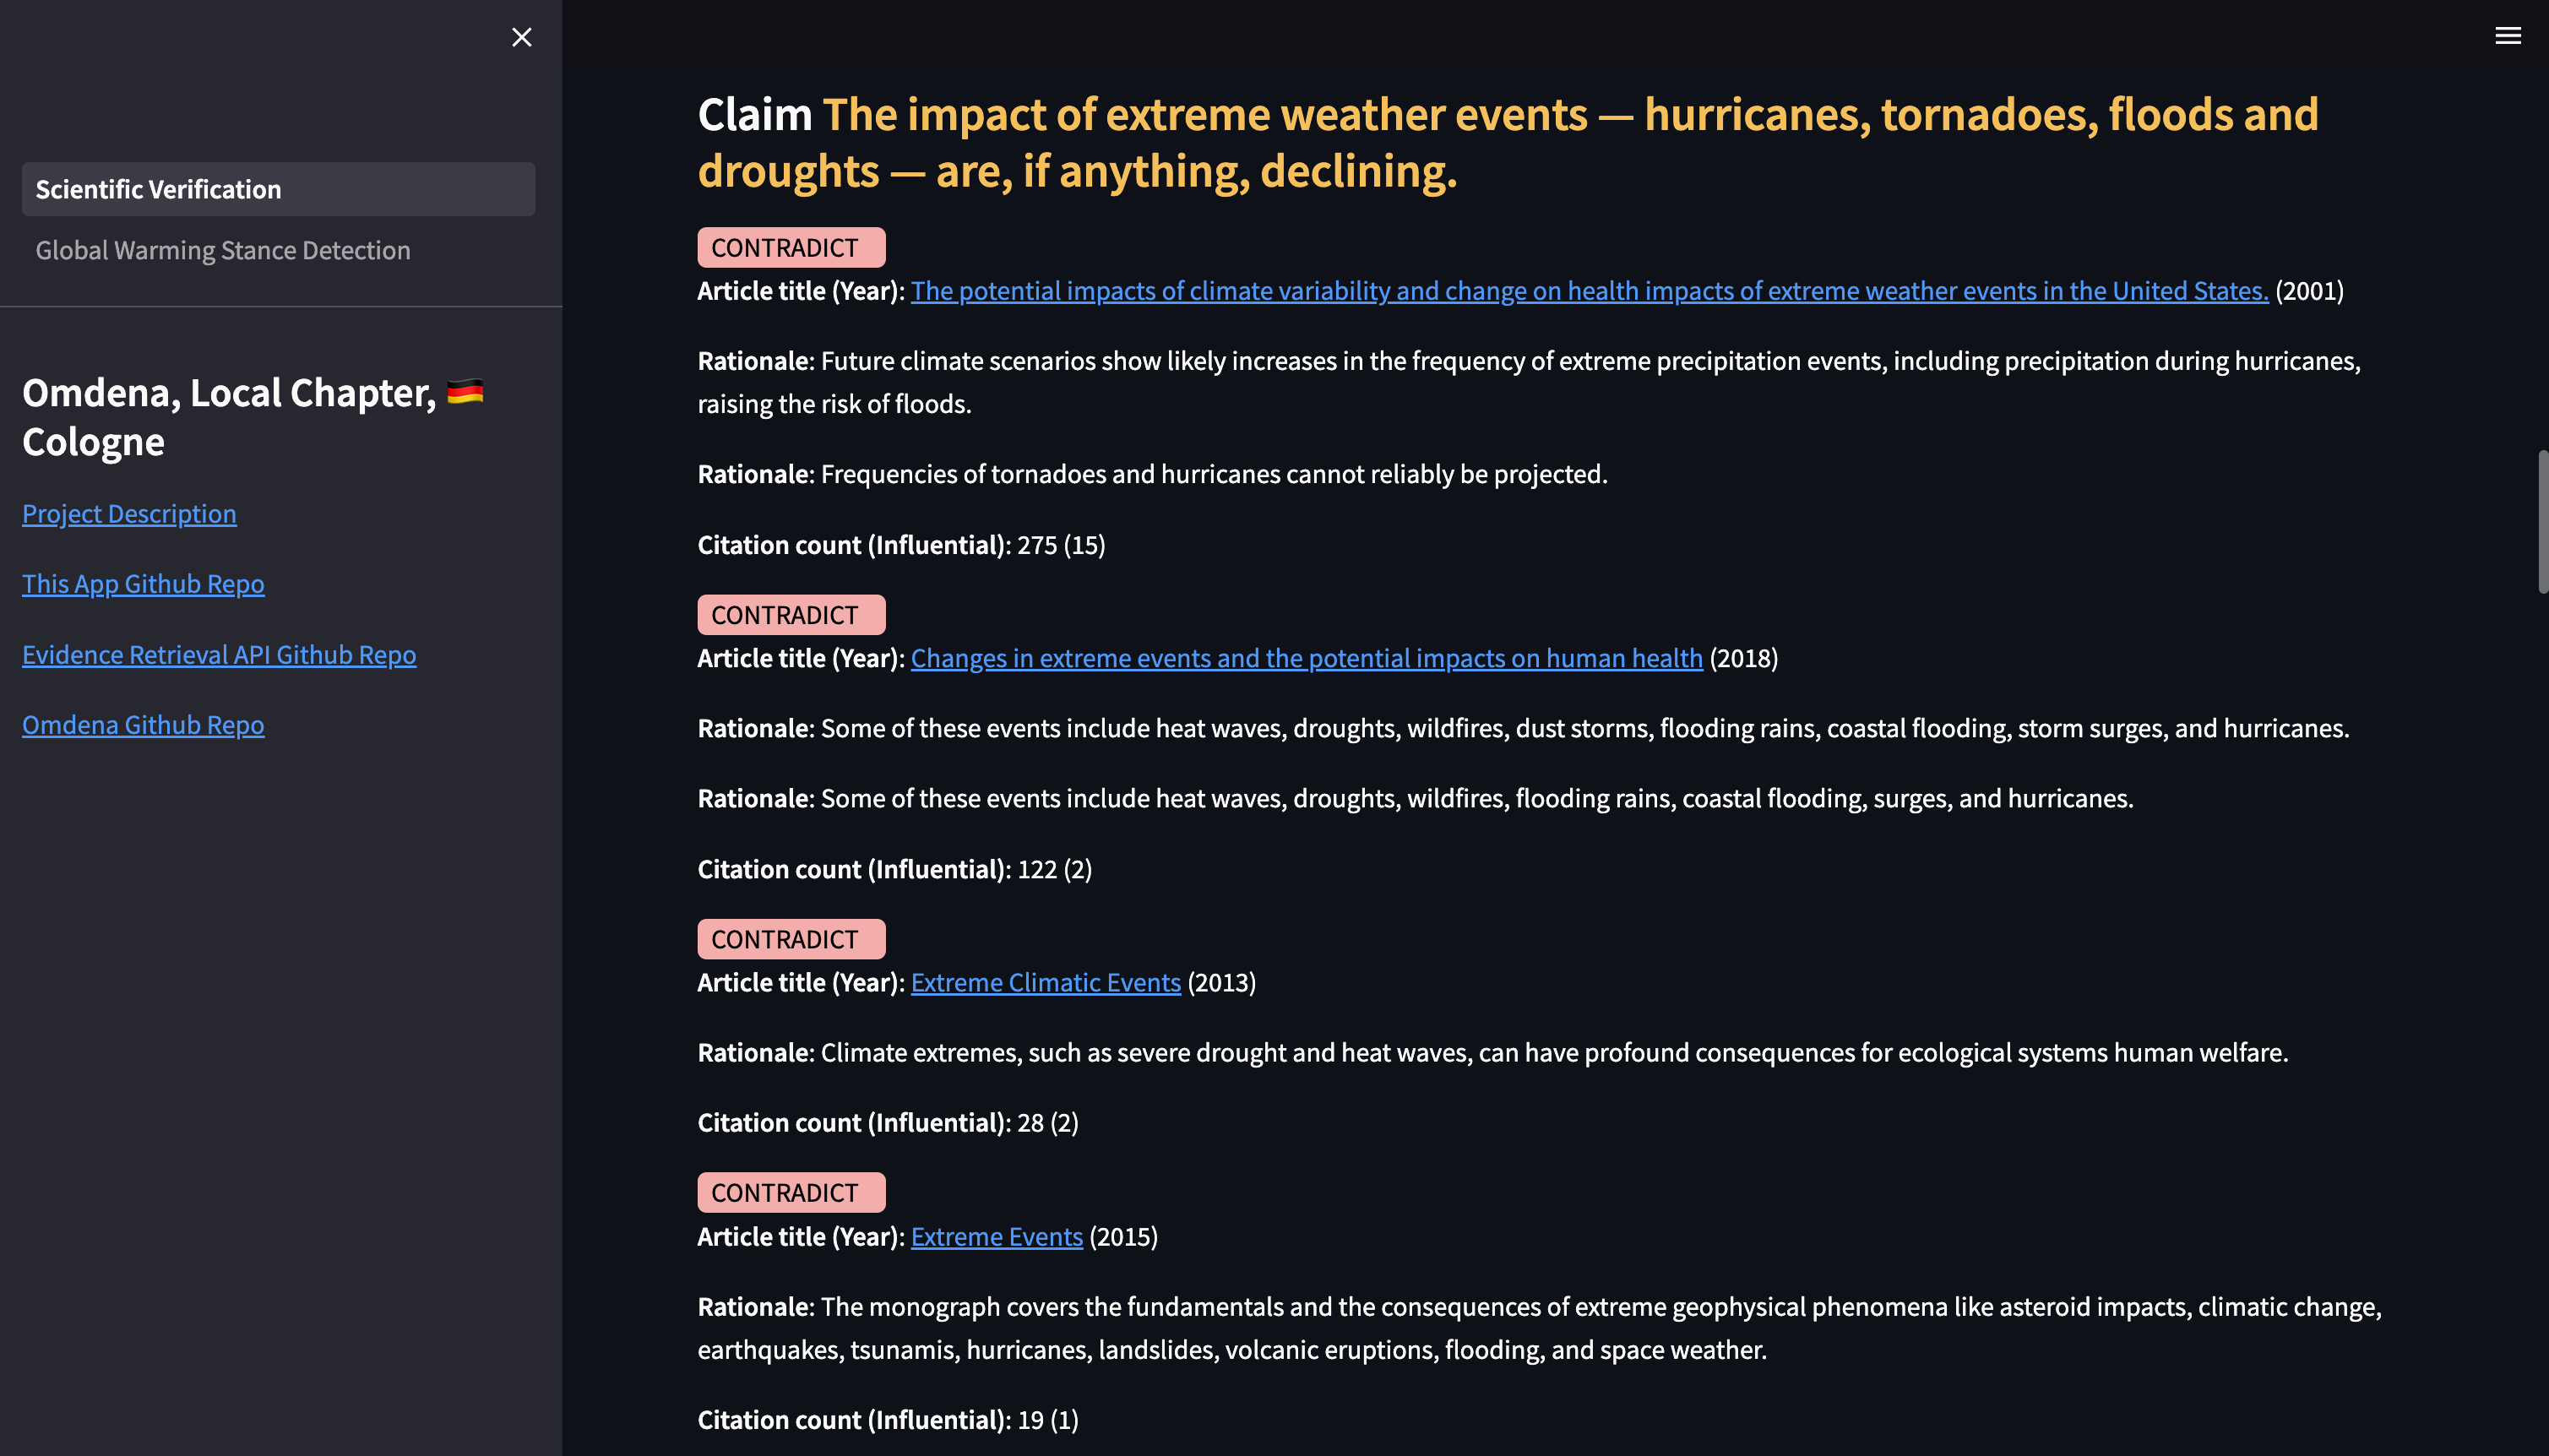 Scientific Verification
Global Warming Stance Detection
Omdena, Local Chapter, 🇩🇪
Cologne
Project Description
This App Github Repo
Evidence Retrieval API Github Repo
Omdena Github Repo
Claim The impact of extreme weather events — hurricanes, tornadoes, floods and
droughts — are, if anything, declining.
CONTRADICT
Article title (Year): The potential impacts of climate variability and change on health impacts of extreme weather events in the United States. (2001)
Rationale: Future climate scenarios show likely increases in the frequency of extreme precipitation events, including precipitation during hurricanes,
raising the risk of floods.
Rationale: Frequencies of tornadoes and hurricanes cannot reliably be projected.
Citation count (Influential): 275 (15)
CONTRADICT
Article title (Year): Changes in extreme events and the potential impacts on human health (2018)
Rationale: Some of these events include heat waves, droughts, wildfires, dust storms, flooding rains, coastal flooding, storm surges, and hurricanes.
Rationale: Some of these events include heat waves, droughts, wildfires, flooding rains, coastal flooding, surges, and hurricanes.
Citation count (Influential): 122 (2)
CONTRADICT
Article title (Year): Extreme Climatic Events (2013)
Rationale: Climate extremes, such as severe drought and heat waves, can have profound consequences for ecological systems human welfare.
Citation count (Influential): 28 (2)
CONTRADICT
Article title (Year): Extreme Events (2015)
Rationale: The monograph covers the fundamentals and the consequences of extreme geophysical phenomena like asteroid impacts, climatic change,
earthquakes, tsunamis, hurricanes, landslides, volcanic eruptions, flooding, and space weather.
Citation count (Influential): 19 (1)